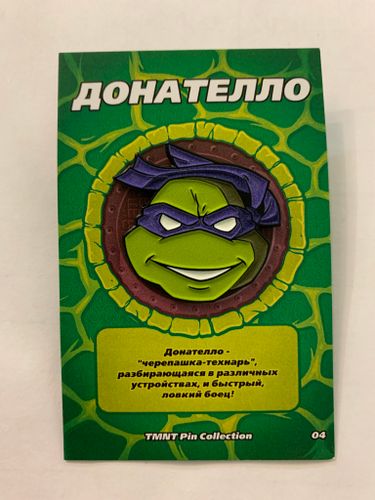 ДОНАТЕЛЛО
Донателло -
"черепашка-технарь",
разбирающаяся в различных
устройствах, и быстрый,
ловкий боец!
TMNT Pin Collection
04